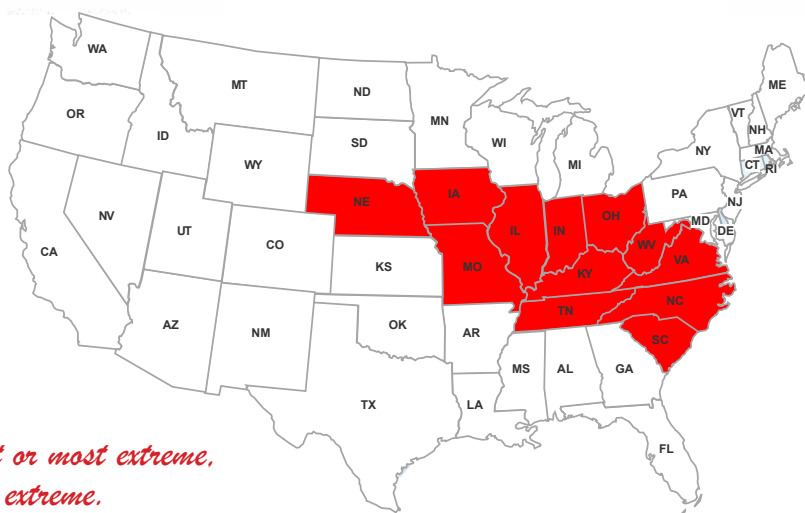 WA
MT
ND
MN
ME
VT
NH
OR
ID
SD
WI
MI
NY
MA
CT
RI
WY
PA
NJ
NE
IA
NV
UT
CO
IL
IN
OH
MD
DE
CA
KS
MO
WV
VA
KY
AZ
NM
OK
AR
TN
NC
SC
MS
AL
GA
TX
LA
FL
or most extreme,
extreme.